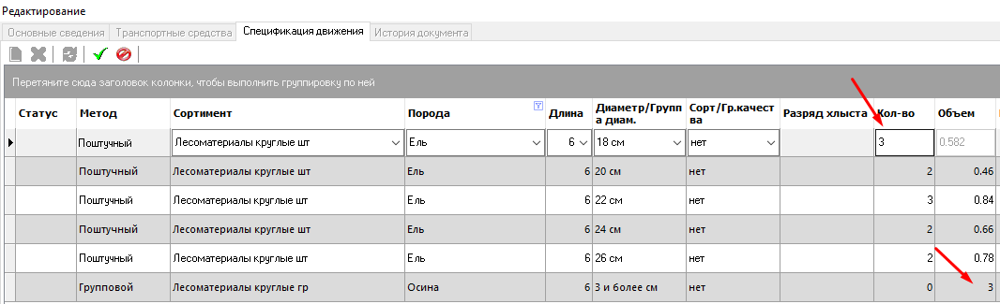 Редактирование
Основные сведения Транспортные средства Спецификация движения История документа
Перетяните сюда заголовок колонки, чтобы выполнить группировку по ней
Статус Метод Сортимент Порода Длина Диаметр/Групп
а диам. Сорт/Гр.качест
ва Разряд хлыста Кол-во Объем
Поштучный Лесоматериалы круглые шт Ель 6 18 см нет 3 0.582
Поштучный Лесоматериалы круглые шт Ель 6 20 см нет 2 0.46
Поштучный Лесоматериалы круглые шт Ель 6 22 см нет 3 0.84
Поштучный Лесоматериалы круглые шт Ель 6 24 см нет 2 0.66
Поштучный Лесоматериалы круглые шт Ель 6 26 см нет 2 0.78
Групповой Лесоматериалы круглые гр Осина 6 3 и более см нет 0 3